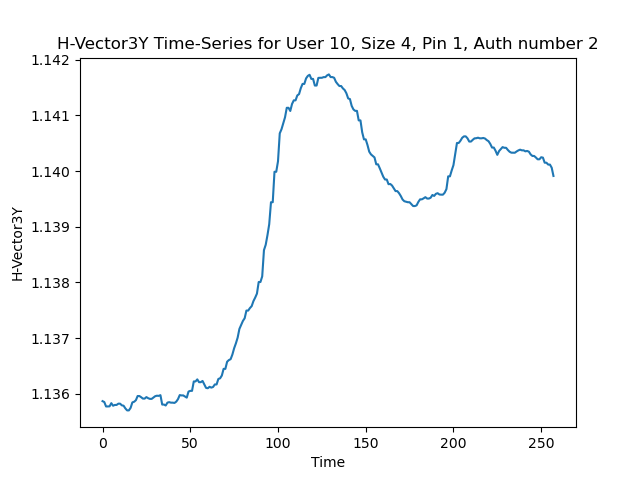 H-Vector3Y Time-Series for User 10, Size 4, Pin 1, Auth number 2
1.142
1.141
1.140
1.139
1.138
1.137
1.136
H-Vector3Y
0 50 100 150 200 250
Time